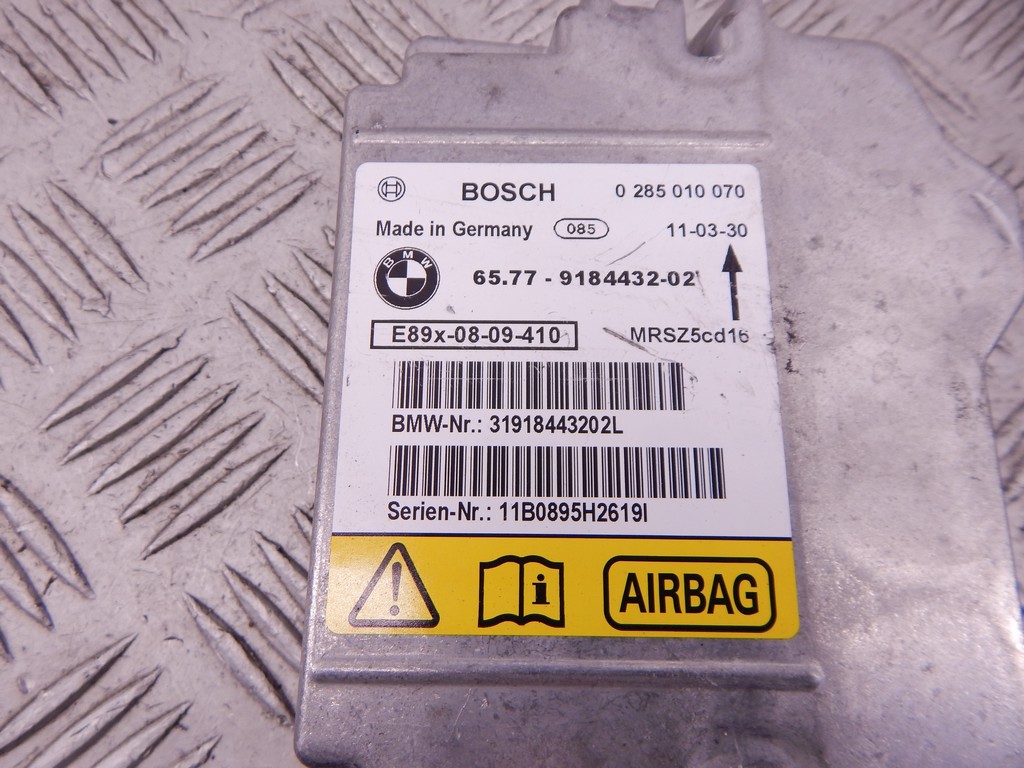 BOSCH 0 285 010 070
Made in Germany 085 11-03-30
BMW 65.77 - 9184432-02
E89x-08-09-410 MRSZ5cd16
BMW-Nr.: 31918443202L
Serien-Nr.: 11B0895H2619I
! i AIRBAG